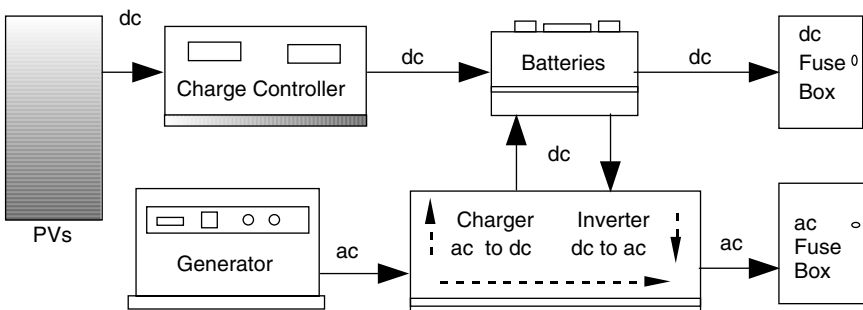 dc
Charge Controller
dc
Batteries
dc
dc
Fuse
Box
PVs
dc
Generator
ac
Charger
ac to dc
Inverter
dc to ac
ac
ac
Fuse
Box